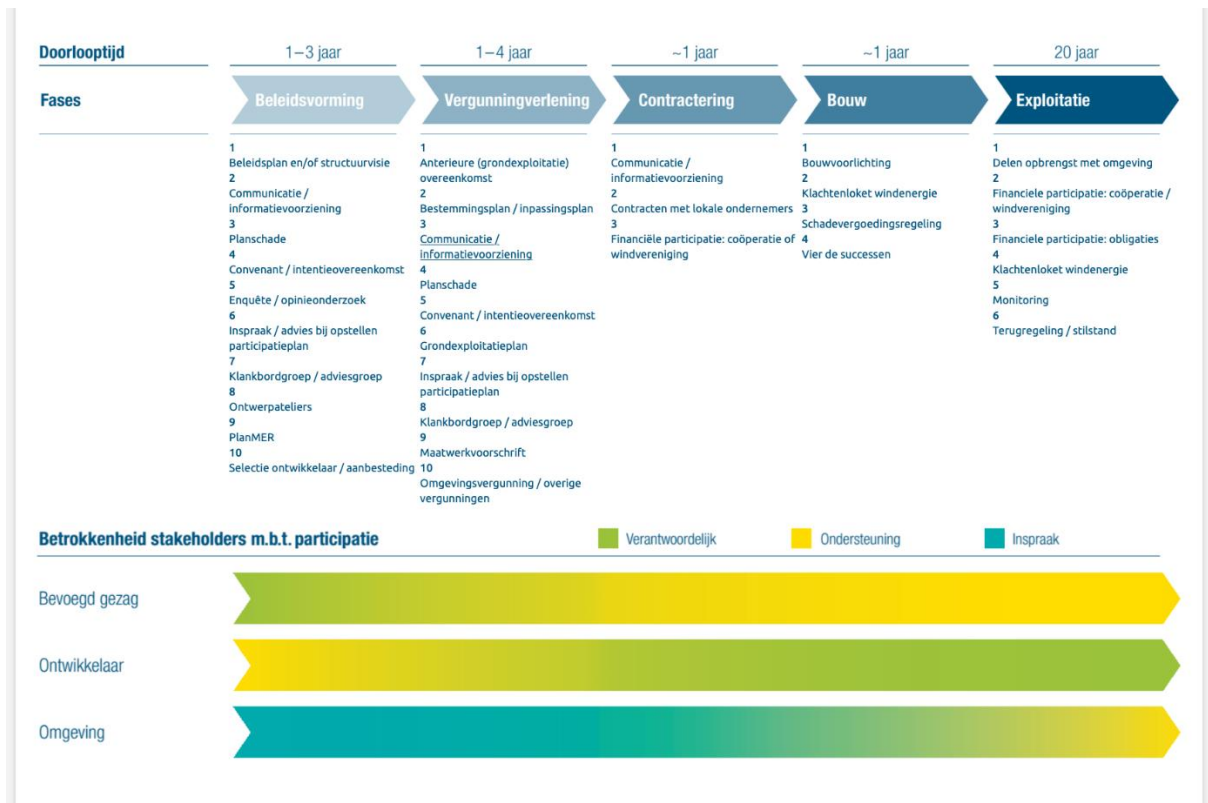 Doorlooptijd
1–3 jaar
1–4 jaar
~1 jaar
~1 jaar
20 jaar
Fases
Beleidsvorming
Vergunningverlening
Contractering
Bouw
Exploitatie
1
Beleidsplan en/of structuurvisie
2
Communicatie /
informatievoorziening
3
Planschade
4
Convenant / intentieovereenkomst
5
Enquête / opinieonderzoek
6
Inspraak / advies bij opstellen
participatieplan
7
Klankbordgroep / adviesgroep
8
Ontwerpateliers
9
PlanMER
10
Selectie ontwikkelaar / aanbesteding
1
Anterieure (grondexploitatie)
overeenkomst
2
Bestemmingsplan / inpassingsplan
3
Communicatie /
informatievoorziening
4
Planschade
5
Convenant / intentieovereenkomst
6
Grondexploitatieplan
7
Inspraak / advies bij opstellen
participatieplan
8
Klankbordgroep / adviesgroep
9
Maatwerkvoorschrift
10
Omgevingsvergunning / overige
vergunningen
1
Communicatie /
informatievoorziening
2
Contracten met lokale ondernemers
3
Financiële participatie: coöperatie of
windvereniging
1
Bouwvoorlichting
2
Klachtenloket windenergie
3
Schadevergoedingsregeling
4
Vier de successen
1
Delen opbrengst met omgeving
2
Financiele participatie: coöperatie /
windvereniging
3
Financiele participatie: obligaties
4
Klachtenloket windenergie
5
Monitoring
6
Terugregeling / stilstand
Betrokkenheid stakeholders m.b.t. participatie
Verantwoordelijk
Ondersteuning
Inspraak
Bevoegd gezag
Ontwikkelaar
Omgeving